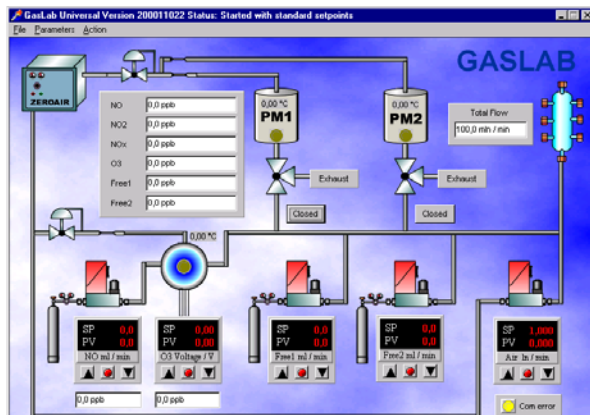 GasLab Universal Version 200011022 Status: Started with standard setpoints
File Parameters Action
GASLAB
ZEROAIR
NO 0,0 ppb
NO2 0,0 ppb
NOx 0,0 ppb
O3 0,0 ppb
Free1 0,0 ppb
Free2 0,0 ppb
0,00 °C
PM1
0,00 °C
PM2
Total Flow
100,0 mln / min
Exhaust
Exhaust
Closed
Closed
0,00 °C
SP 0,0
PV 0,0
NO ml / min
0,0 ppb
SP 0,00
PV 0,00
O3 Voltage / V
0,0 ppb
SP 0,0
PV 0,0
Free1 ml / min
SP 0,0
PV 0,0
Free2 ml / min
SP 1,000
PV 0,000
Air ln / min
Com error